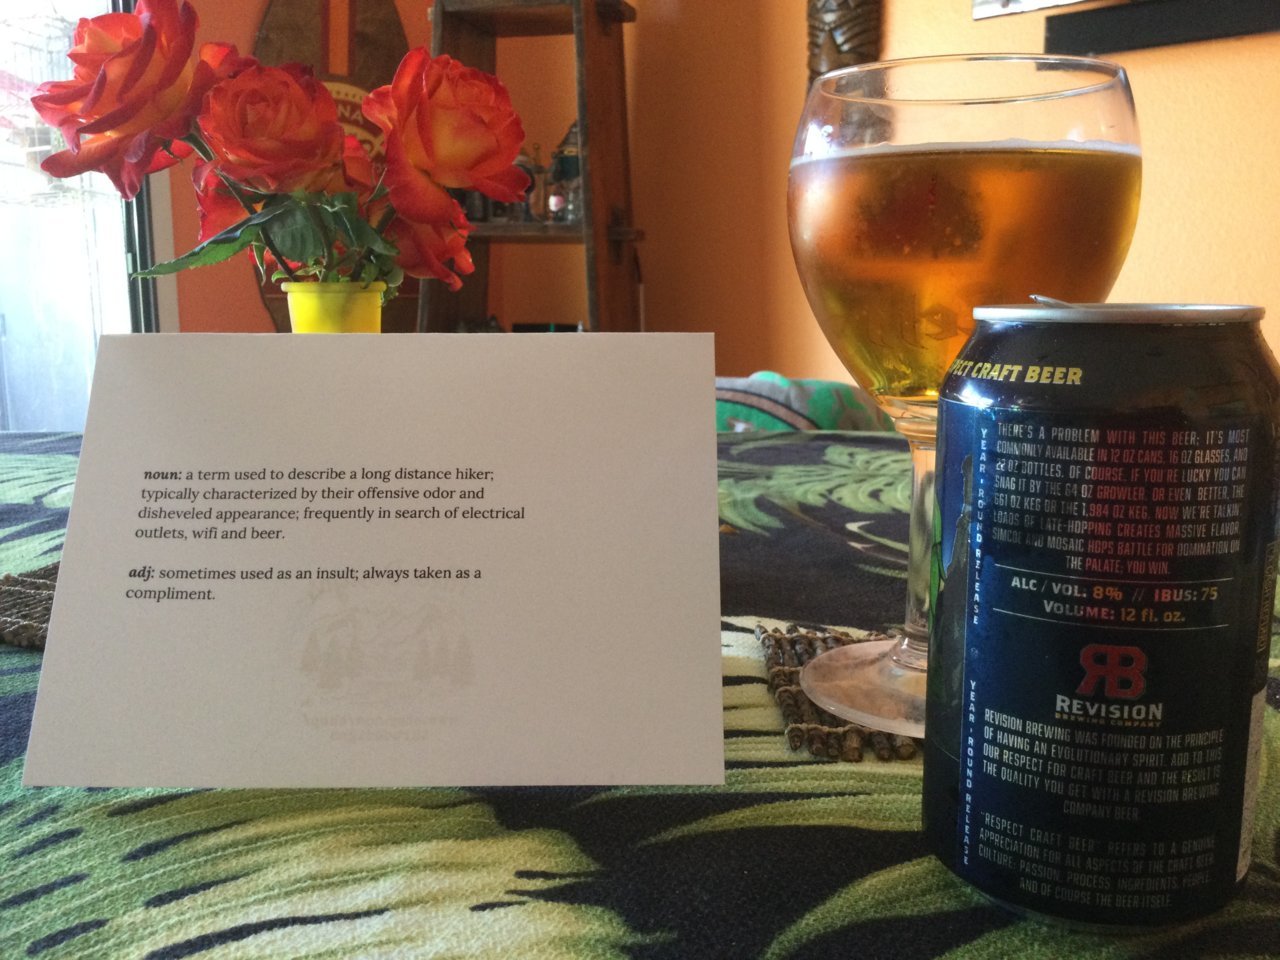 NA
noun: a term used to describe a long distance hiker;
typically characterized by their offensive odor and
disheveled appearance; frequently in search of electrical
outlets, wifi and beer.
adj: sometimes used as an insult; always taken as a
compliment.
CRAFT BEER
YEAR·ROUND RELEASE
YEAR·ROUND RELEASE
THERE'S A PROBLEM WITH THIS BEER; IT'S MOST
COMMONLY AVAILABLE IN 12 OZ CANS, 16 OZ GLASSES, AND
22 OZ BOTTLES. OF COURSE, IF YOU'RE LUCKY YOU CAN
SNAG IT BY THE 64 OZ GROWLER. OR EVEN BETTER, THE
661 OZ KEG OR THE 1,984 OZ KEG. NOW WE'RE TALKIN'.
LOADS OF LATE-HOPPING CREATES MASSIVE FLAVOR.
SIMCOE AND MOSAIC HOPS BATTLE FOR DOMINATION ON
THE PALATE; YOU WIN.
ALC / VOL: 8% // IBUS: 75
VOLUME: 12 fl. oz.
RB
REVISION
BREWING COMPANY
REVISION BREWING WAS FOUNDED ON THE PRINCIPLE
OF HAVING AN EVOLUTIONARY SPIRIT. ADD TO THIS
OUR RESPECT FOR CRAFT BEER AND THE RESULT IS
THE QUALITY YOU GET WITH A REVISION BREWING
COMPANY BEER.
"RESPECT CRAFT BEER" REFERS TO A GENUINE
APPRECIATION FOR ALL ASPECTS OF THE CRAFT BEER
CULTURE: PASSION, PROCESS, INGREDIENTS, PEOPLE,
AND OF COURSE THE BEER ITSELF.